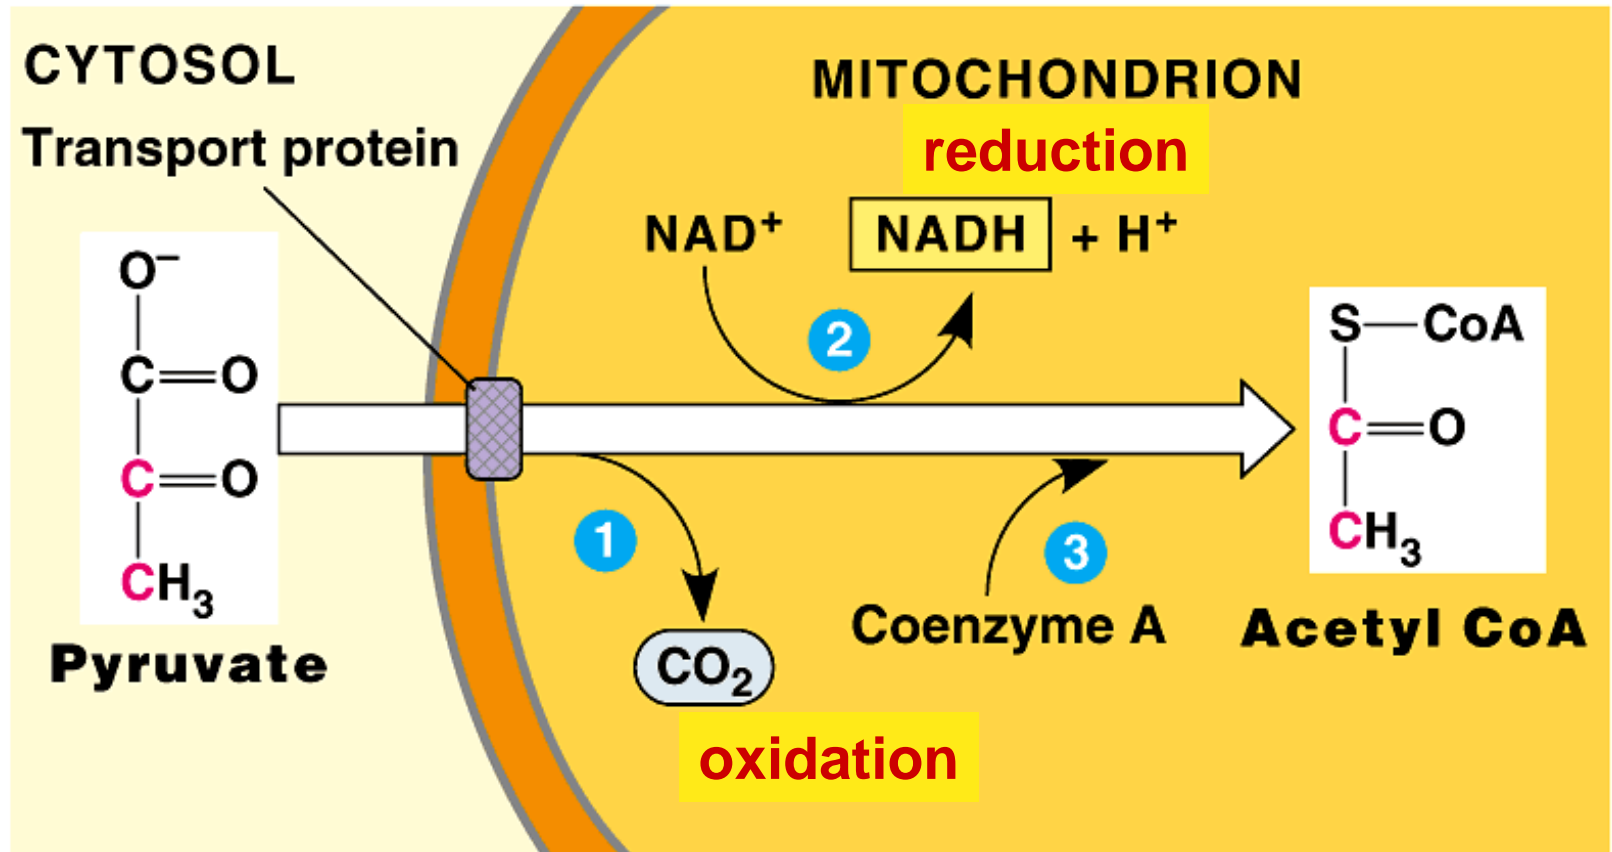 CYTOSOL
Transport protein
O⁻
C=O
C=O
CH₃
Pyruvate
MITOCHONDRION
reduction
NAD⁺ NADH + H⁺
2
1
CO₂
oxidation
3
Coenzyme A
S—CoA
C=O
CH₃
Acetyl CoA